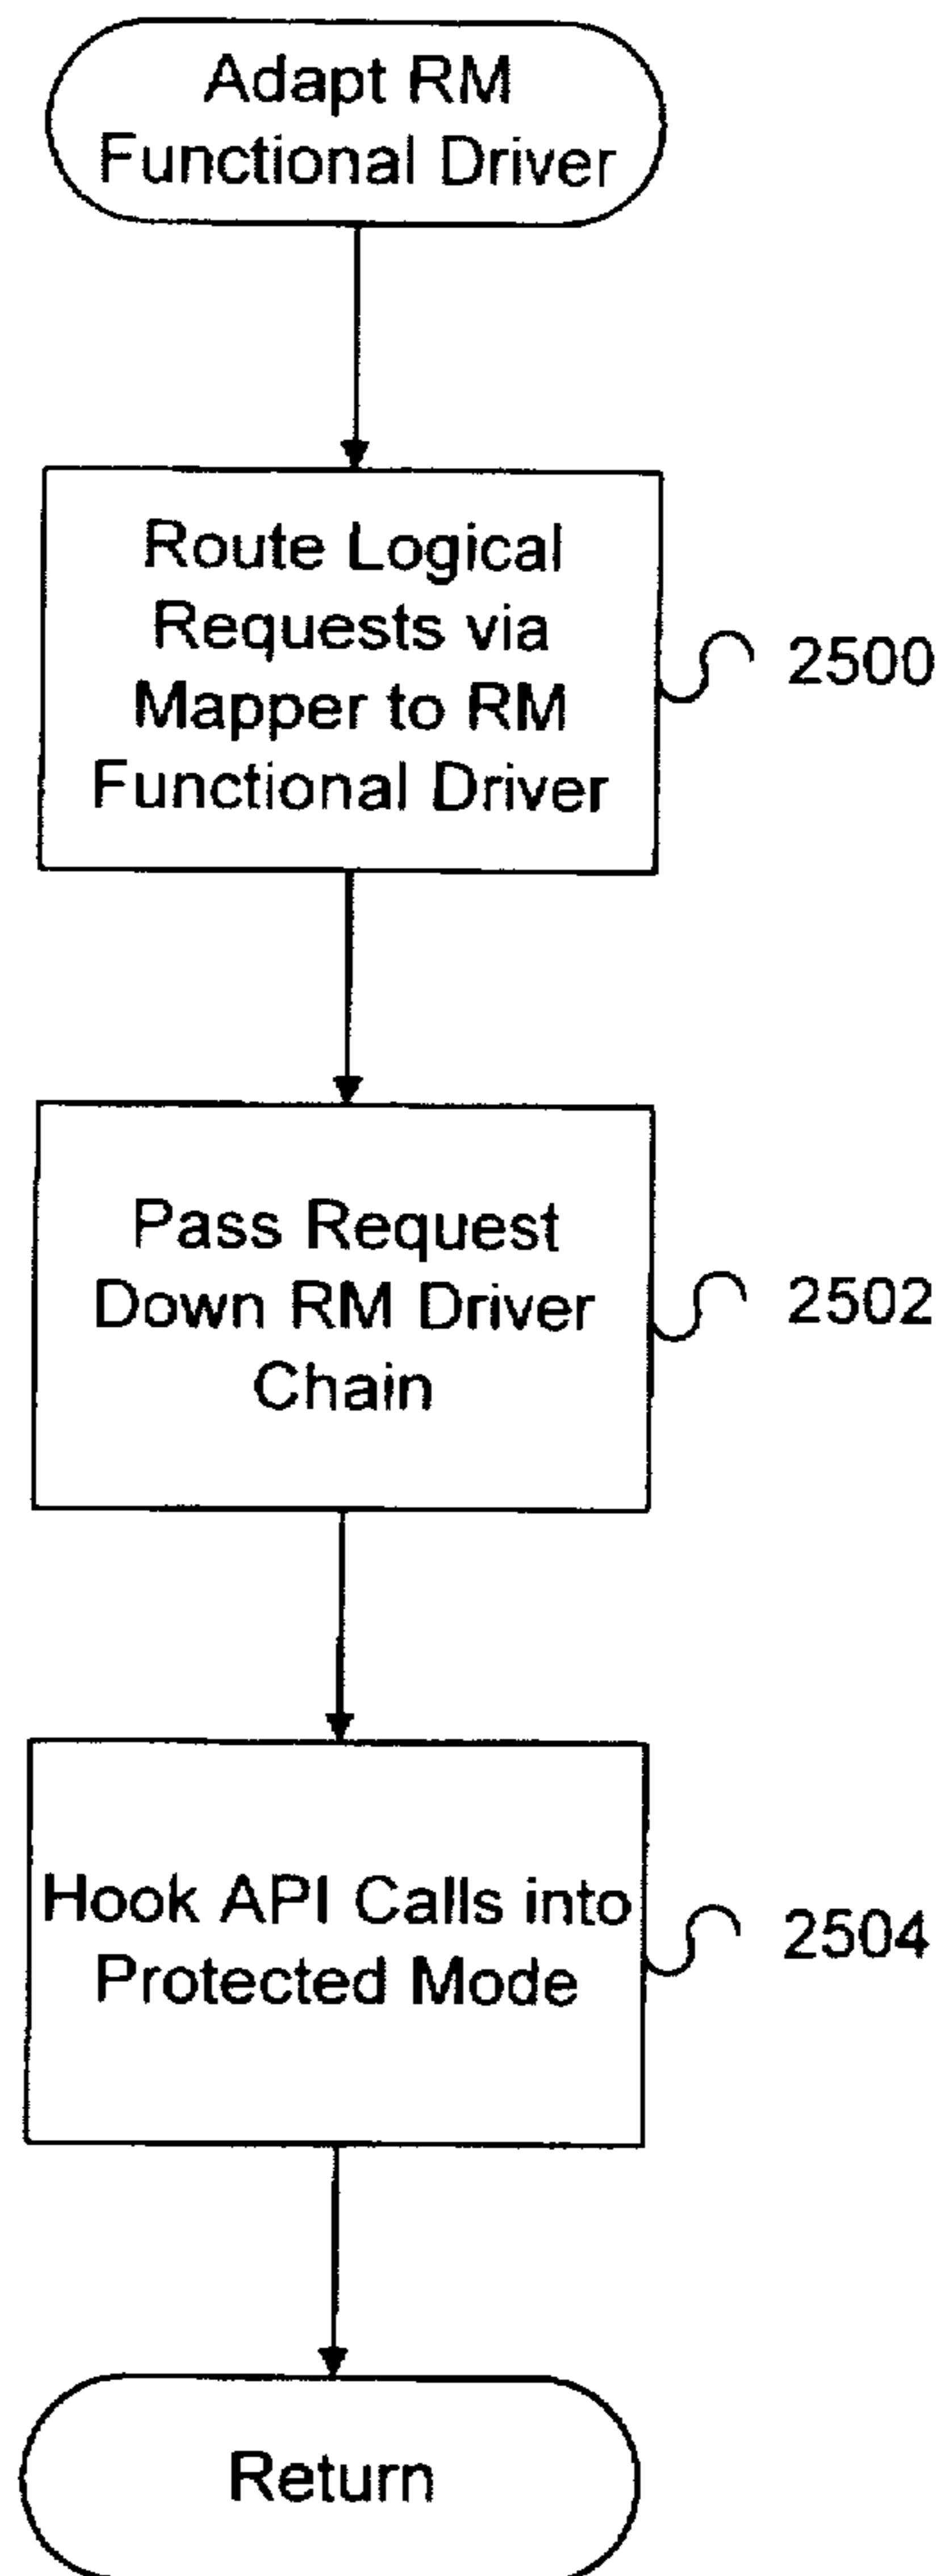 Adapt RM
Functional Driver
Route Logical
Requests via
Mapper to RM
Functional Driver
2500
Pass Request
Down RM Driver
Chain
2502
Hook API Calls into
Protected Mode
2504
Return